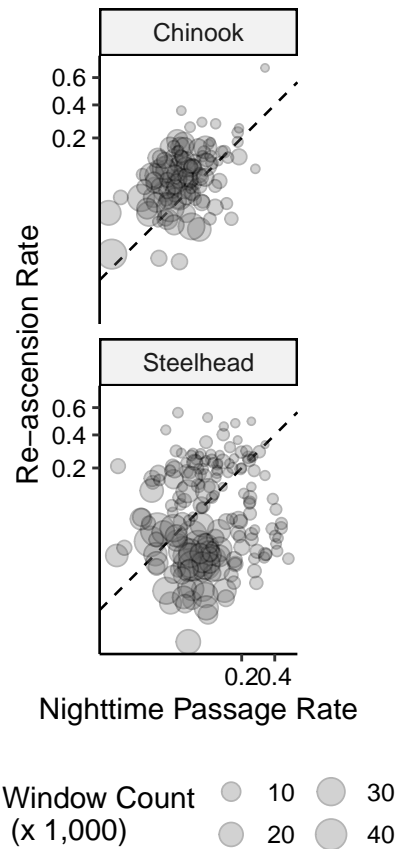 Chinook
0.6
0.4
0.2
Re−ascension Rate
Steelhead
0.6
0.4
0.2
0.20.4
Nighttime Passage Rate
Window Count
(x 1,000)
10
30
20
40